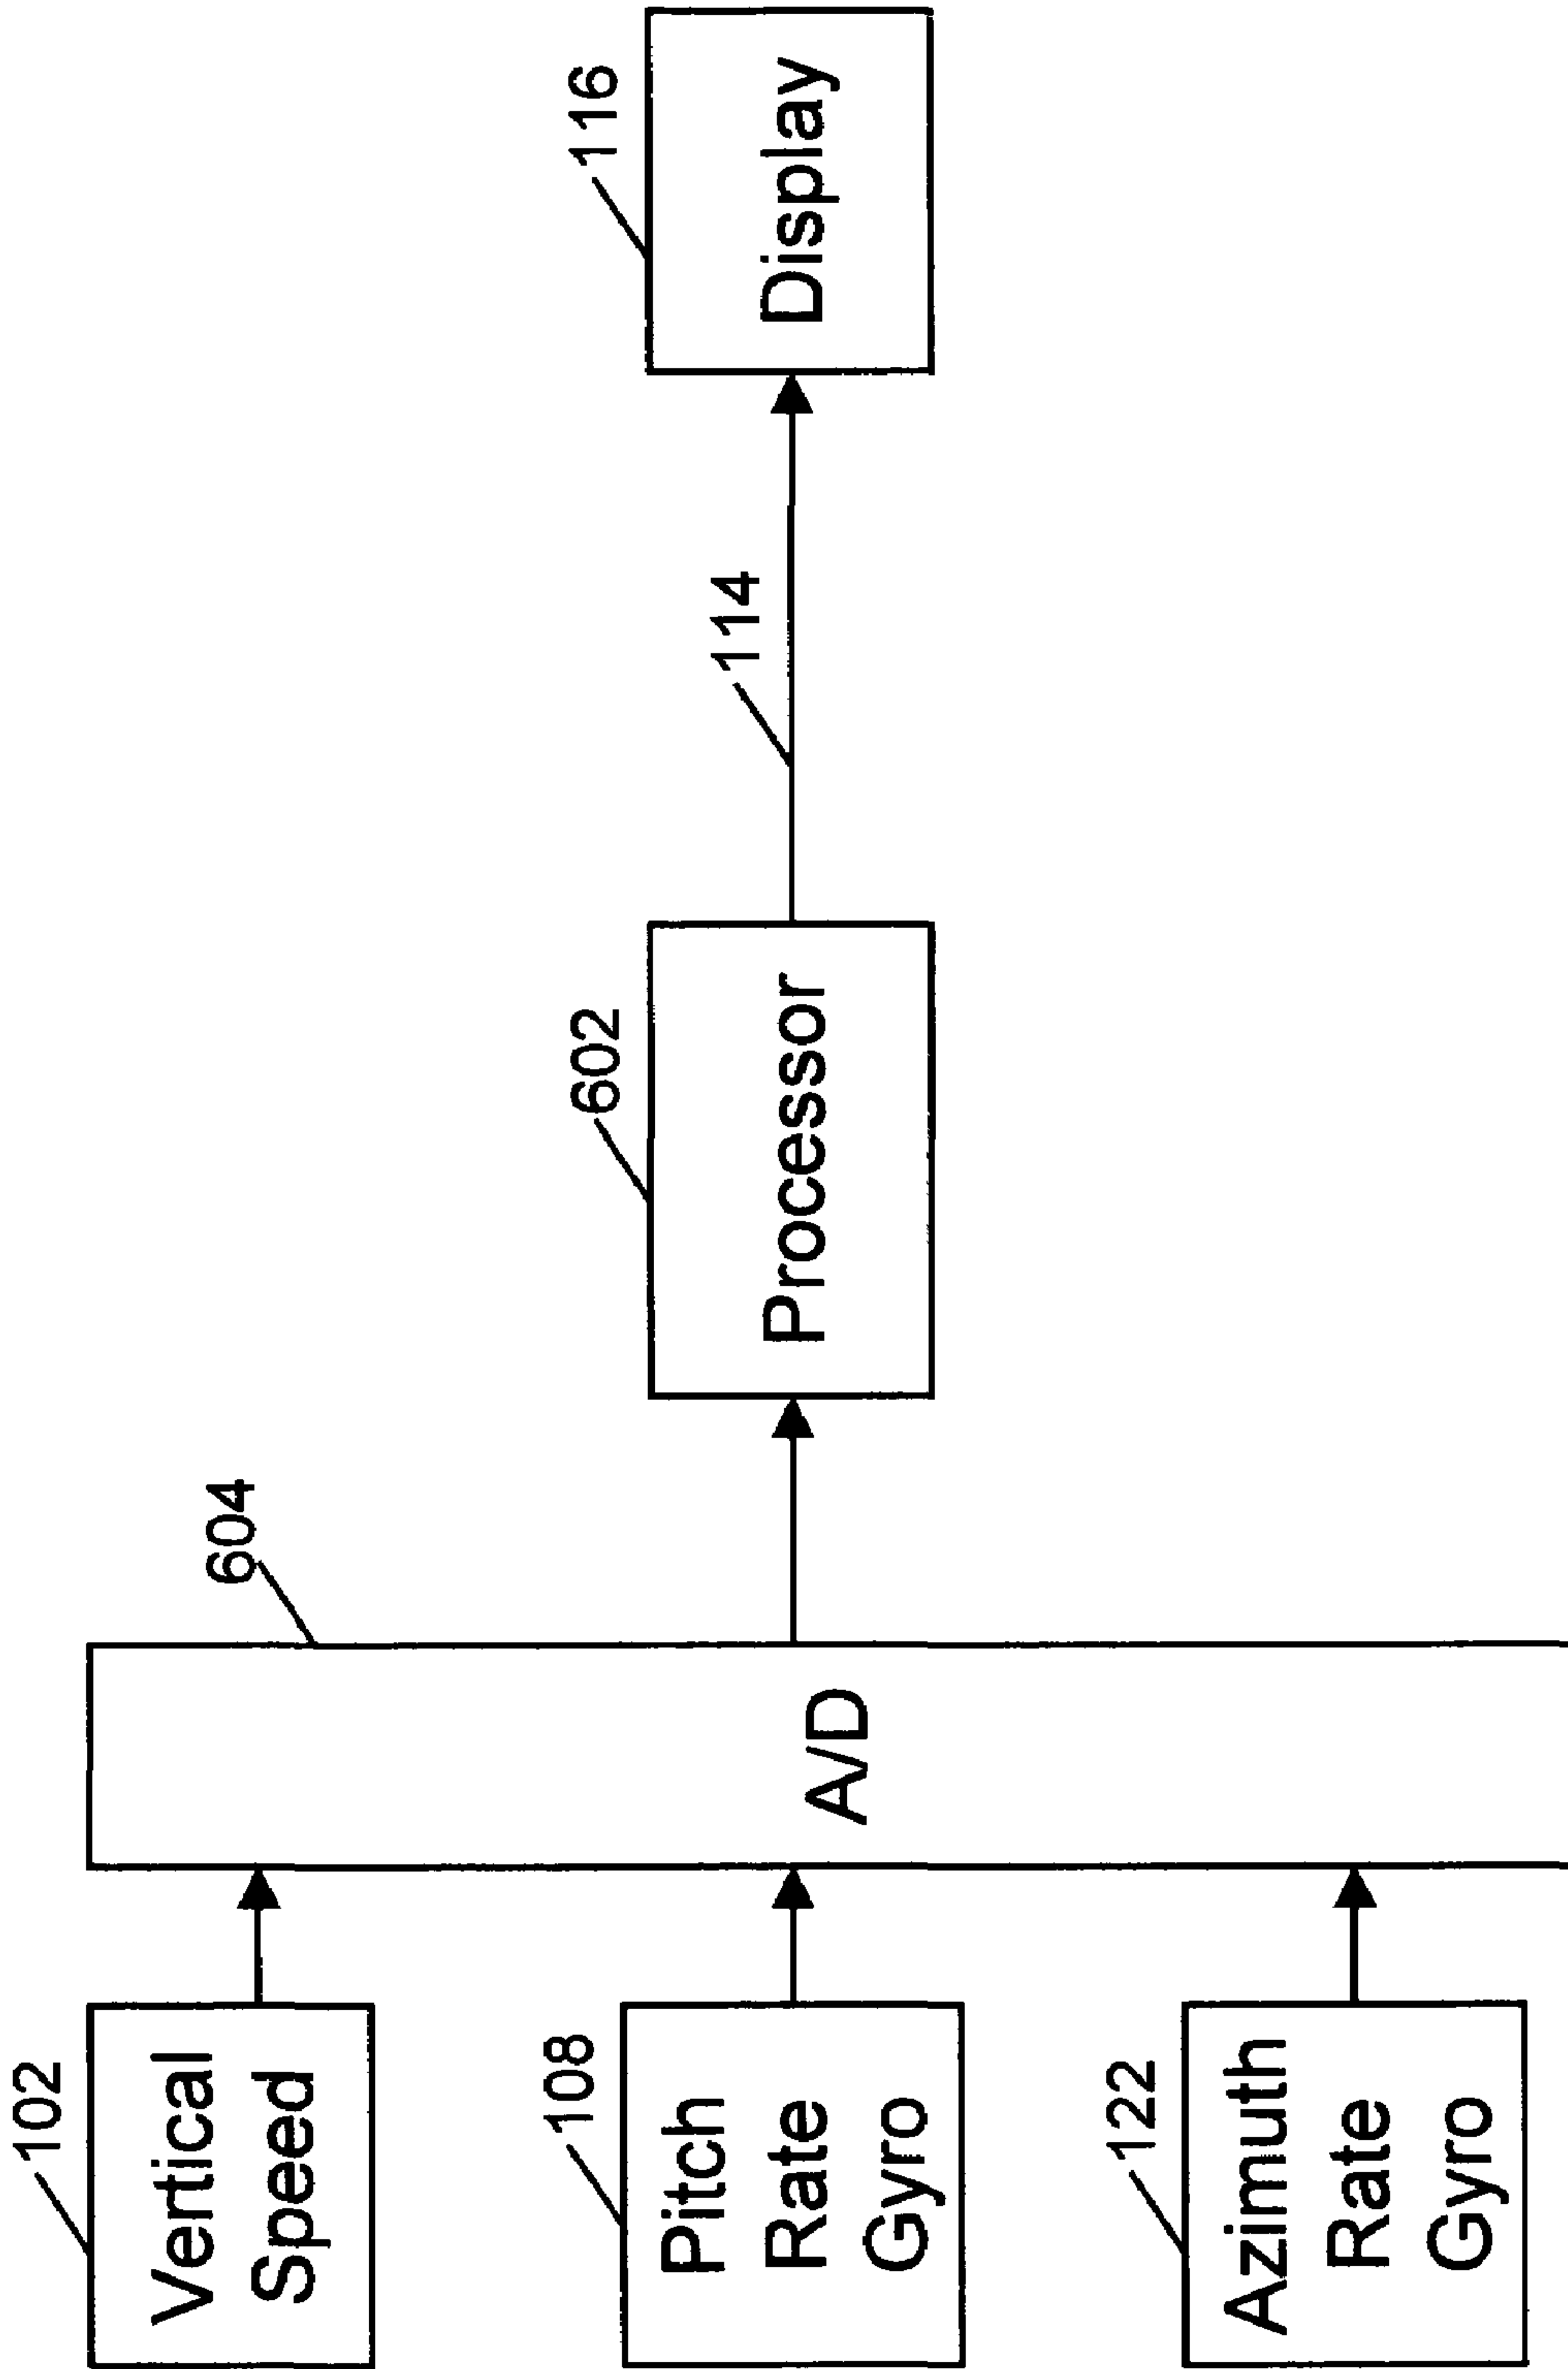 102
Vertical
Speed
108
Pitch
Rate
Gyro
122
Azimuth
Rate
Gyro
604
A/D
602
Processor
114
116
Display